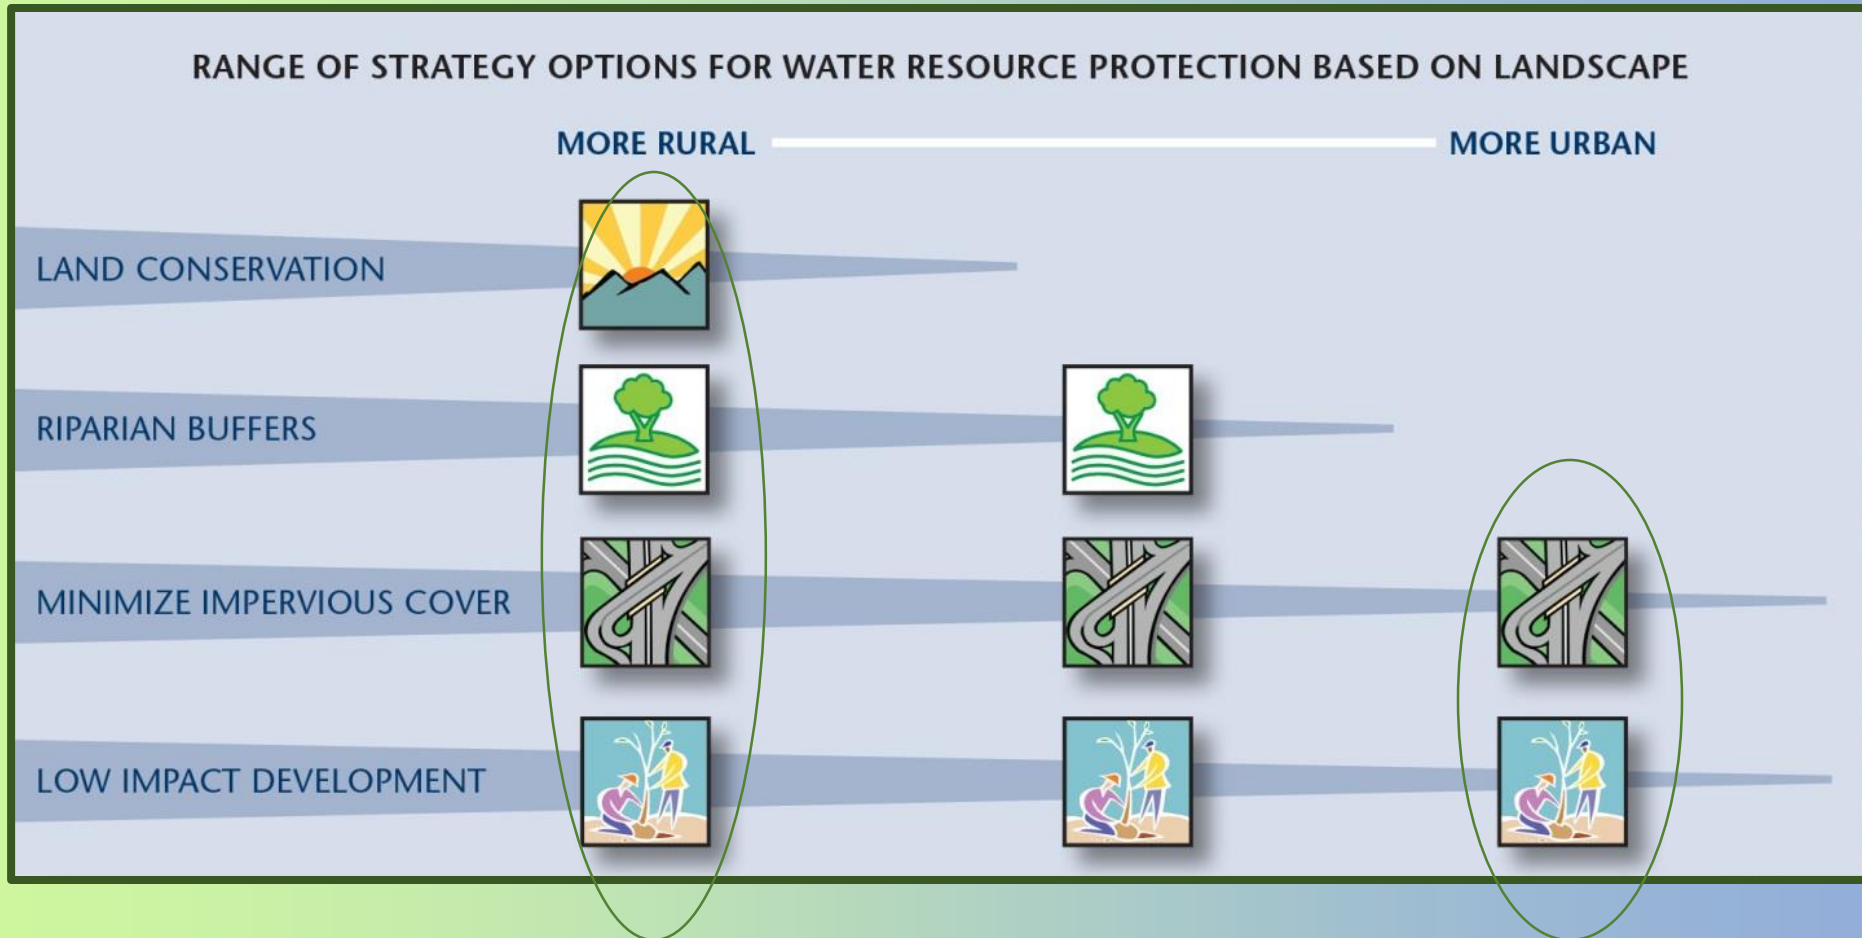 RANGE OF STRATEGY OPTIONS FOR WATER RESOURCE PROTECTION BASED ON LANDSCAPE
MORE RURAL MORE URBAN
LAND CONSERVATION
RIPARIAN BUFFERS
MINIMIZE IMPERVIOUS COVER
LOW IMPACT DEVELOPMENT